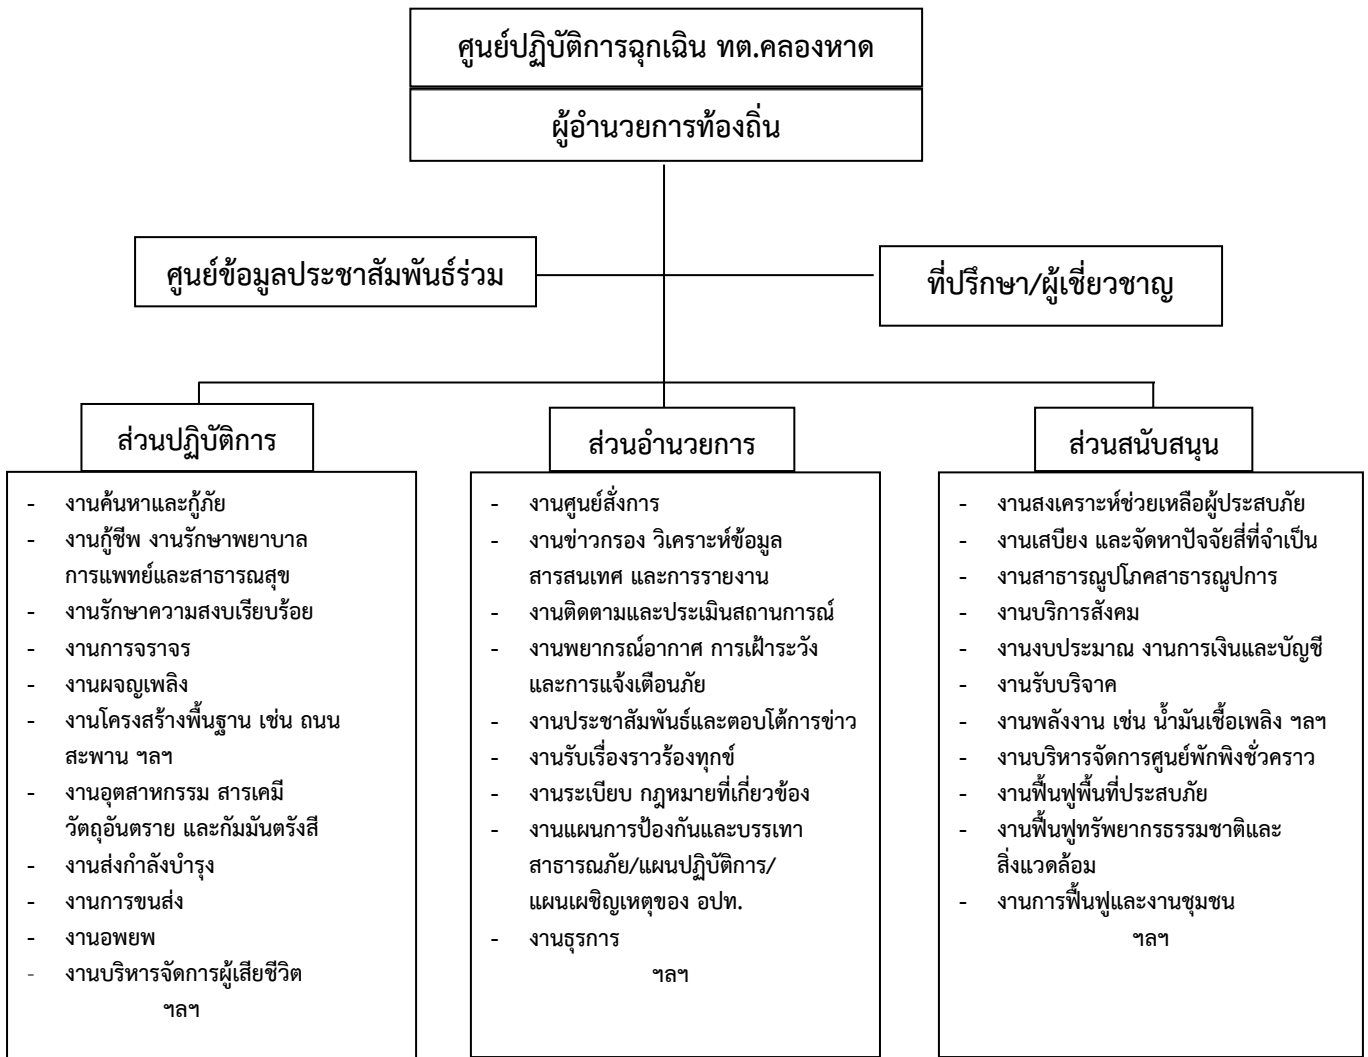 ศูนย์ปฏิบัติการฉุกเฉิน ทต.คลองหาด
ผู้อำนวยการท้องถิ่น
ศูนย์ข้อมูลประชาสัมพันธ์ร่วม
ที่ปรึกษา/ผู้เชี่ยวชาญ
ส่วนปฏิบัติการ
- งานค้นหาและกู้ภัย
- งานกู้ชีพ งานรักษาพยาบาล
การแพทย์และสาธารณสุข
- งานรักษาความสงบเรียบร้อย
- งานการจราจร
- งานผจญเพลิง
- งานโครงสร้างพื้นฐาน เช่น ถนน
สะพาน ฯลฯ
- งานอุตสาหกรรม สารเคมี
วัตถุอันตราย และกัมมันตรังสี
- งานส่งกำลังบำรุง
- งานการขนส่ง
- งานอพยพ
- งานบริหารจัดการผู้เสียชีวิต
ฯลฯ
ส่วนอำนวยการ
- งานศูนย์สั่งการ
- งานข่าวกรอง วิเคราะห์ข้อมูล
สารสนเทศ และการรายงาน
- งานติดตามและประเมินสถานการณ์
- งานพยากรณ์อากาศ การเฝ้าระวัง
และการแจ้งเตือนภัย
- งานประชาสัมพันธ์และตอบโต้การข่าว
- งานรับเรื่องราวร้องทุกข์
- งานระเบียบ กฎหมายที่เกี่ยวข้อง
- งานแผนการป้องกันและบรรเทา
สาธารณภัย/แผนปฏิบัติการ/
แผนเผชิญเหตุของ อปท.
- งานธุรการ
ฯลฯ
ส่วนสนับสนุน
- งานสงเคราะห์ช่วยเหลือผู้ประสบภัย
- งานเสบียง และจัดหาปัจจัยสี่ที่จำเป็น
- งานสาธารณูปโภคสาธารณูปการ
- งานบริการสังคม
- งานงบประมาณ งานการเงินและบัญชี
- งานรับบริจาค
- งานพลังงาน เช่น น้ำมันเชื้อเพลิง ฯลฯ
- งานบริหารจัดการศูนย์พักพิงชั่วคราว
- งานฟื้นฟูพื้นที่ประสบภัย
- งานฟื้นฟูทรัพยากรธรรมชาติและ
สิ่งแวดล้อม
- งานการฟื้นฟูและงานชุมชน
ฯลฯ